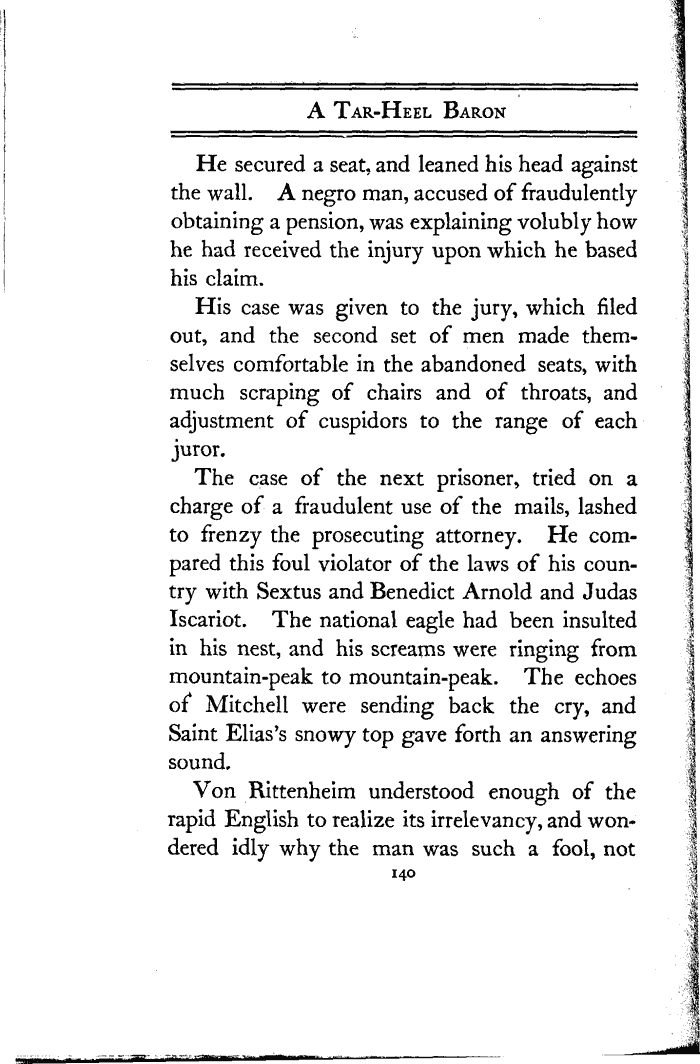 A Tar-Heel Baron
He secured a seat, and leaned his head against
the wall. A negro man, accused of fraudulently
obtaining a pension, was explaining volubly how
he had received the injury upon which he based
his claim.
His case was given to the jury, which filed
out, and the second set of men made them-
selves comfortable in the abandoned seats, with
much scraping of chairs and of throats, and
adjustment of cuspidors to the range of each
juror.
The case of the next prisoner, tried on a
charge of a fraudulent use of the mails, lashed
to frenzy the prosecuting attorney. He com-
pared this foul violator of the laws of his coun-
try with Sextus and Benedict Arnold and Judas
Iscariot. The national eagle had been insulted
in his nest, and his screams were ringing from
mountain-peak to mountain-peak. The echoes
of Mitchell were sending back the cry, and
Saint Elias's snowy top gave forth an answering
sound.
Von Rittenheim understood enough of the
rapid English to realize its irrelevancy, and won-
dered idly why the man was such a fool, not
140